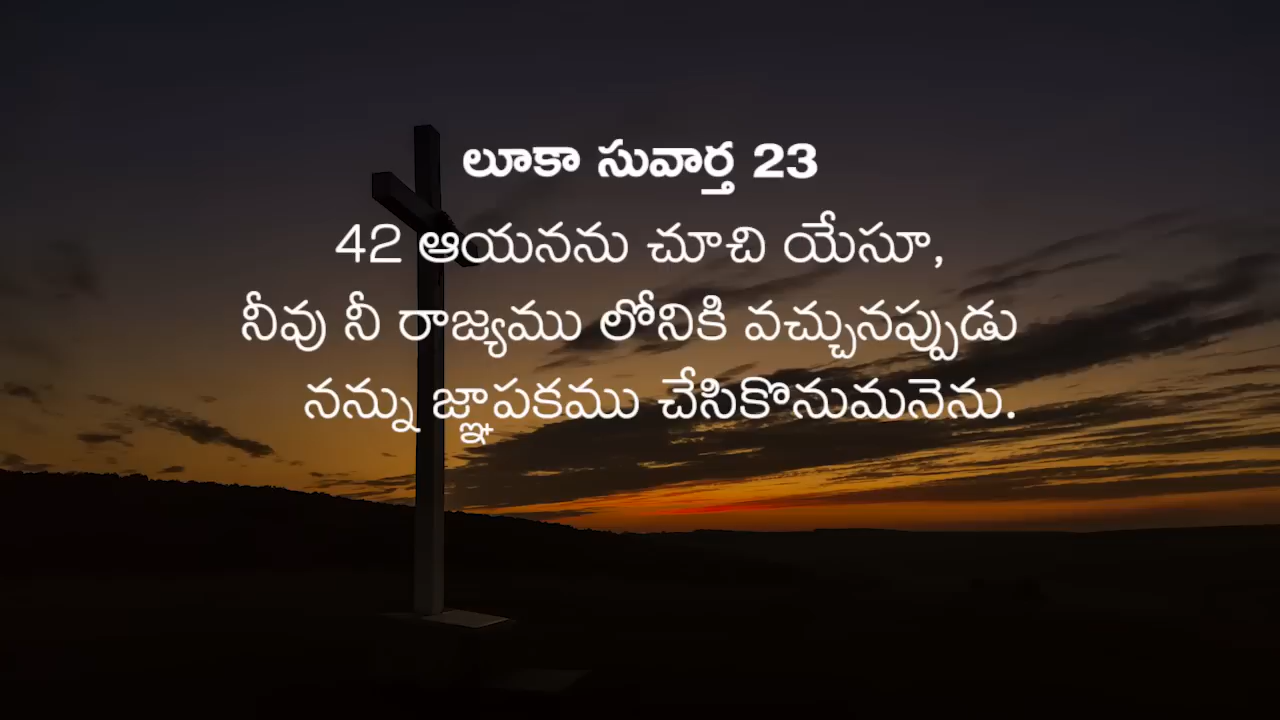 లూకా సువార్త 23
42 ఆయనను చూచి యేసూ,
నీవు నీ రాజ్యము లోనికి వచ్చునప్పుడు
నన్ను జ్ఞాపకము చేసికొనుమనెను.